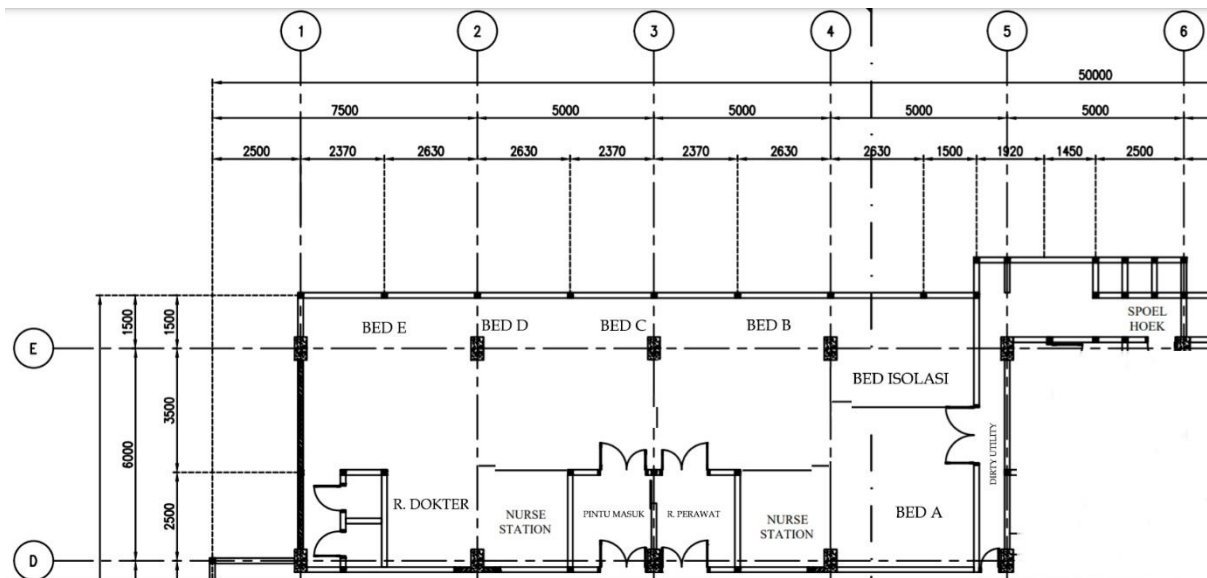 1 2 3 4 5 6
50000
7500 5000 5000 5000 5000
2500 2370 2630 2630 2370 2370 2630 2630 1500 1920 1450 2500
1500 1500
BED E BED D BED C BED B
SPOEL
HOEK
E
BED ISOLASI
3500
6000
DIRTY UTILITY
R. DOKTER
2500
NURSE
STATION
PINTU MASUK
R. PERAWAT
NURSE
STATION
BED A
D